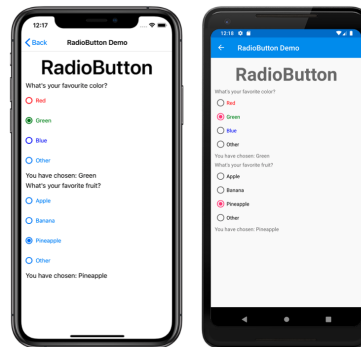 12:17
Back RadioButton Demo
RadioButton
What's your favourite color?
Red
Green
Blue
Other
You have chosen: Green
What's your favorite fruit?
Apple
Banana
Pineapple
Other
You have chosen: Pineapple
12:18
RadioButton Demo
RadioButton
What's your favorite color?
Red
Green
Blue
Other
You have chosen: Green
What's your favorite fruit?
Apple
Banana
Pineapple
Other
You have chosen: Pineapple